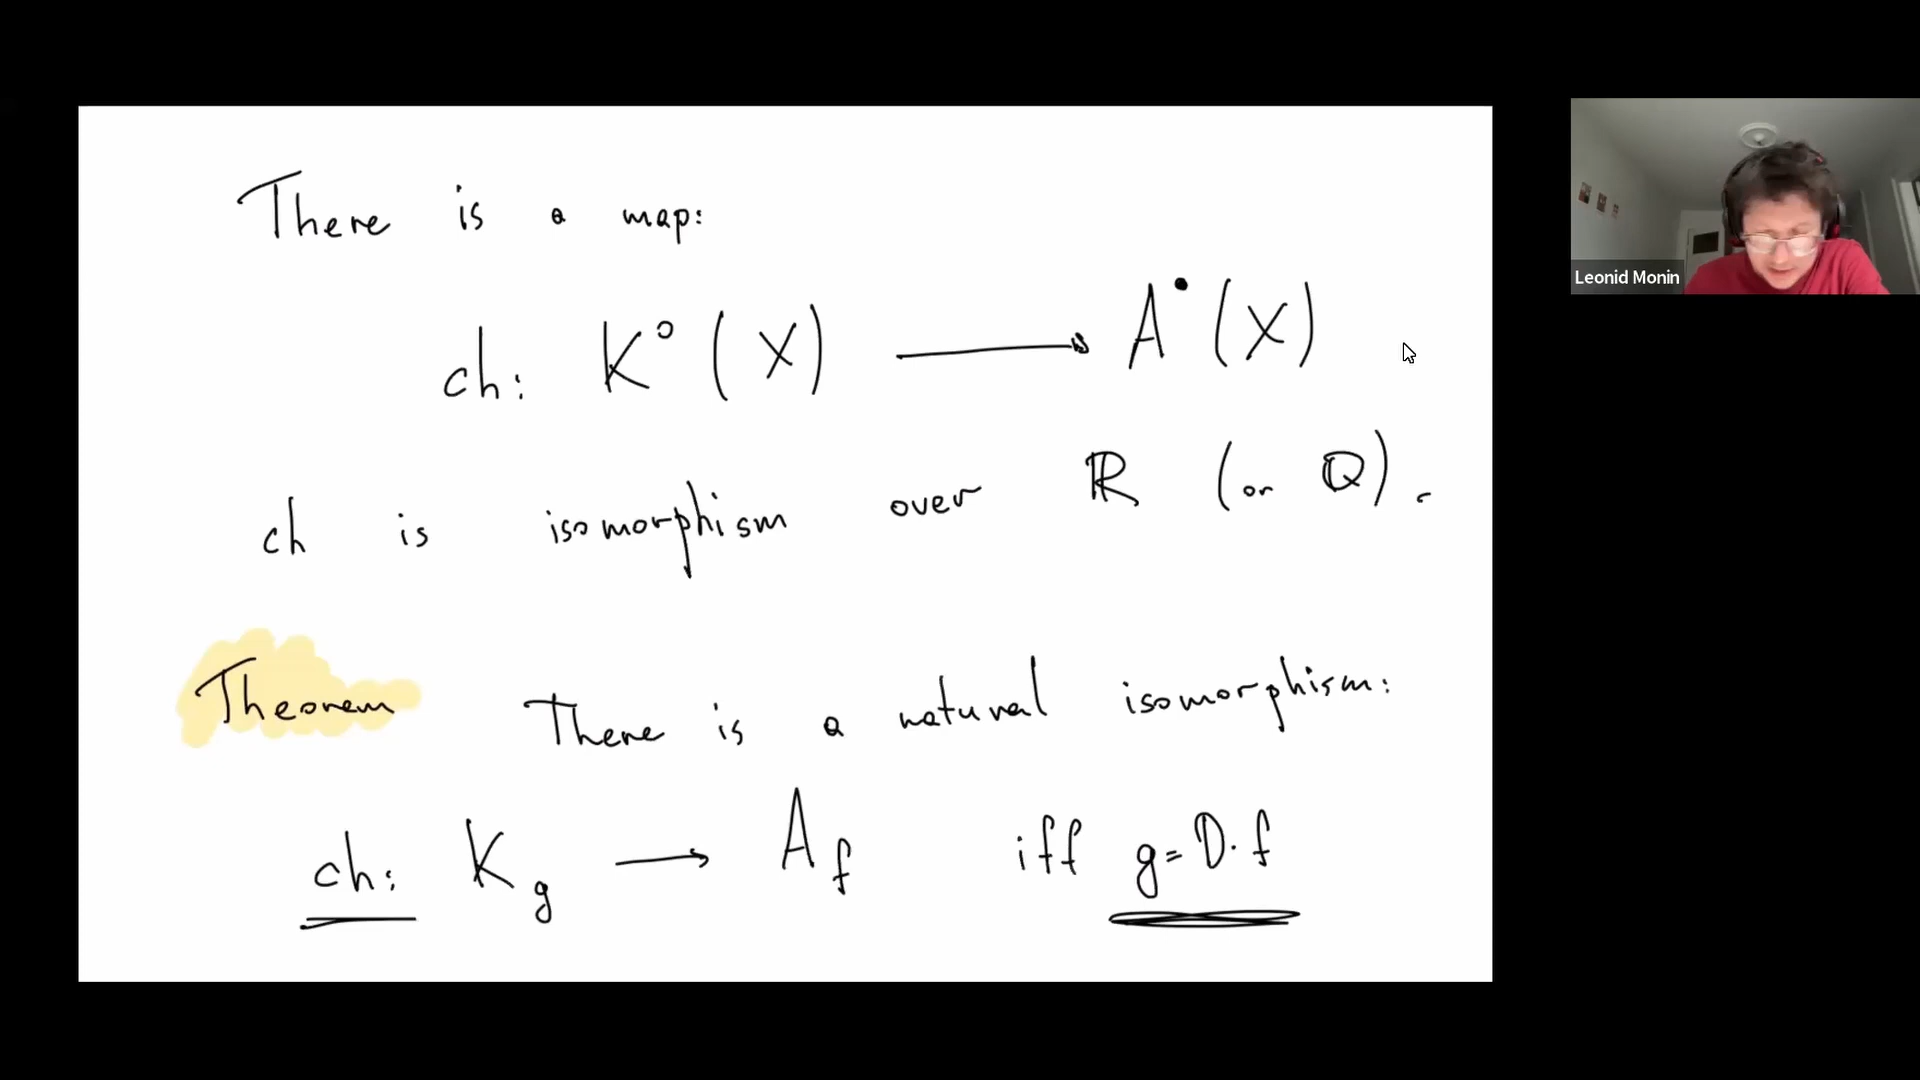 There is a map:
ch: K⁰(X) → A•(X)
ch is isomorphism over ℝ (or ℚ).
Theorem There is a natural isomorphism:
ch: K_g → A_f iff g = D·f
Leonid Monin